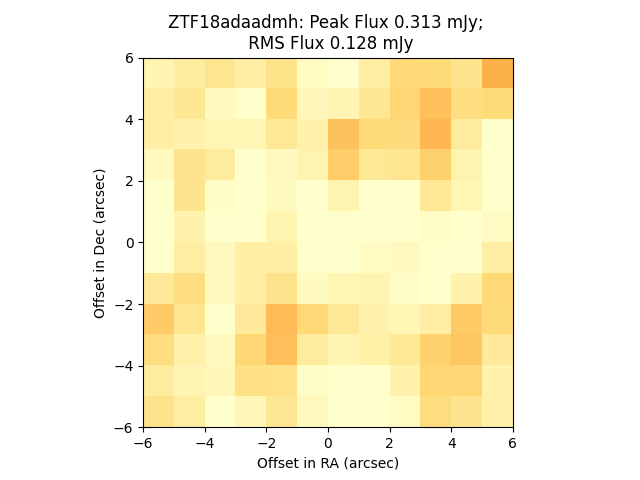 ZTF18adaadmh: Peak Flux 0.313 mJy;
RMS Flux 0.128 mJy
6
4
2
0
−2
−4
−6
Offset in Dec (arcsec)
−6 −4 −2 0 2 4 6
Offset in RA (arcsec)